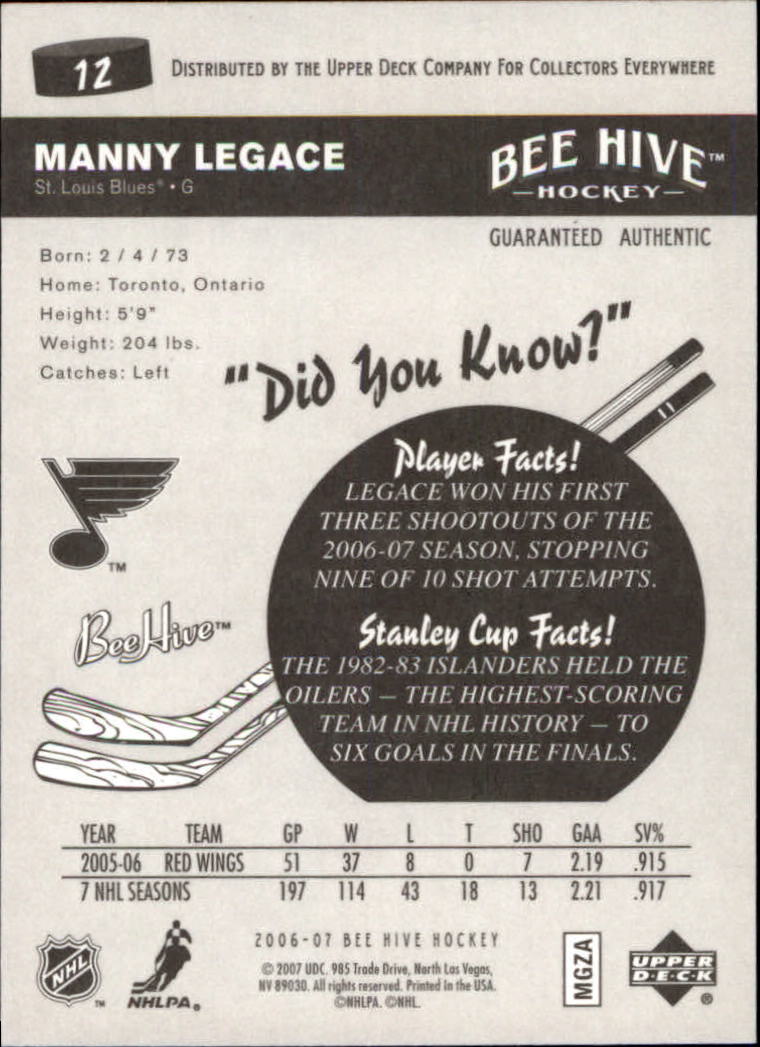 12
DISTRIBUTED BY THE UPPER DECK COMPANY FOR COLLECTORS EVERYWHERE
MANNY LEGACE
St. Louis Blues® • G
BEE HIVE™
—HOCKEY—
GUARANTEED AUTHENTIC
Born: 2 / 4 / 73
Home: Toronto, Ontario
Height: 5'9"
Weight: 204 lbs.
Catches: Left
"Did You Know?"
Player Facts!
LEGACE WON HIS FIRST
THREE SHOOTOUTS OF THE
2006-07 SEASON, STOPPING
NINE OF 10 SHOT ATTEMPTS.
TM
BeeHive™
Stanley Cup Facts!
THE 1982-83 ISLANDERS HELD THE
OILERS — THE HIGHEST-SCORING
TEAM IN NHL HISTORY — TO
SIX GOALS IN THE FINALS.
YEAR TEAM GP W L T SHO GAA SV%
2005-06 RED WINGS 51 37 8 0 7 2.19 .915
7 NHL SEASONS 197 114 43 18 13 2.21 .917
NHL TM
NHLPA®
2006-07 BEE HIVE HOCKEY
© 2007 UDC. 985 Trade Drive, North Las Vegas,
NV 89030. All rights reserved. Printed in the USA.
©NHLPA. ©NHL.
MGZA
UPPER
D·E·C·K
®